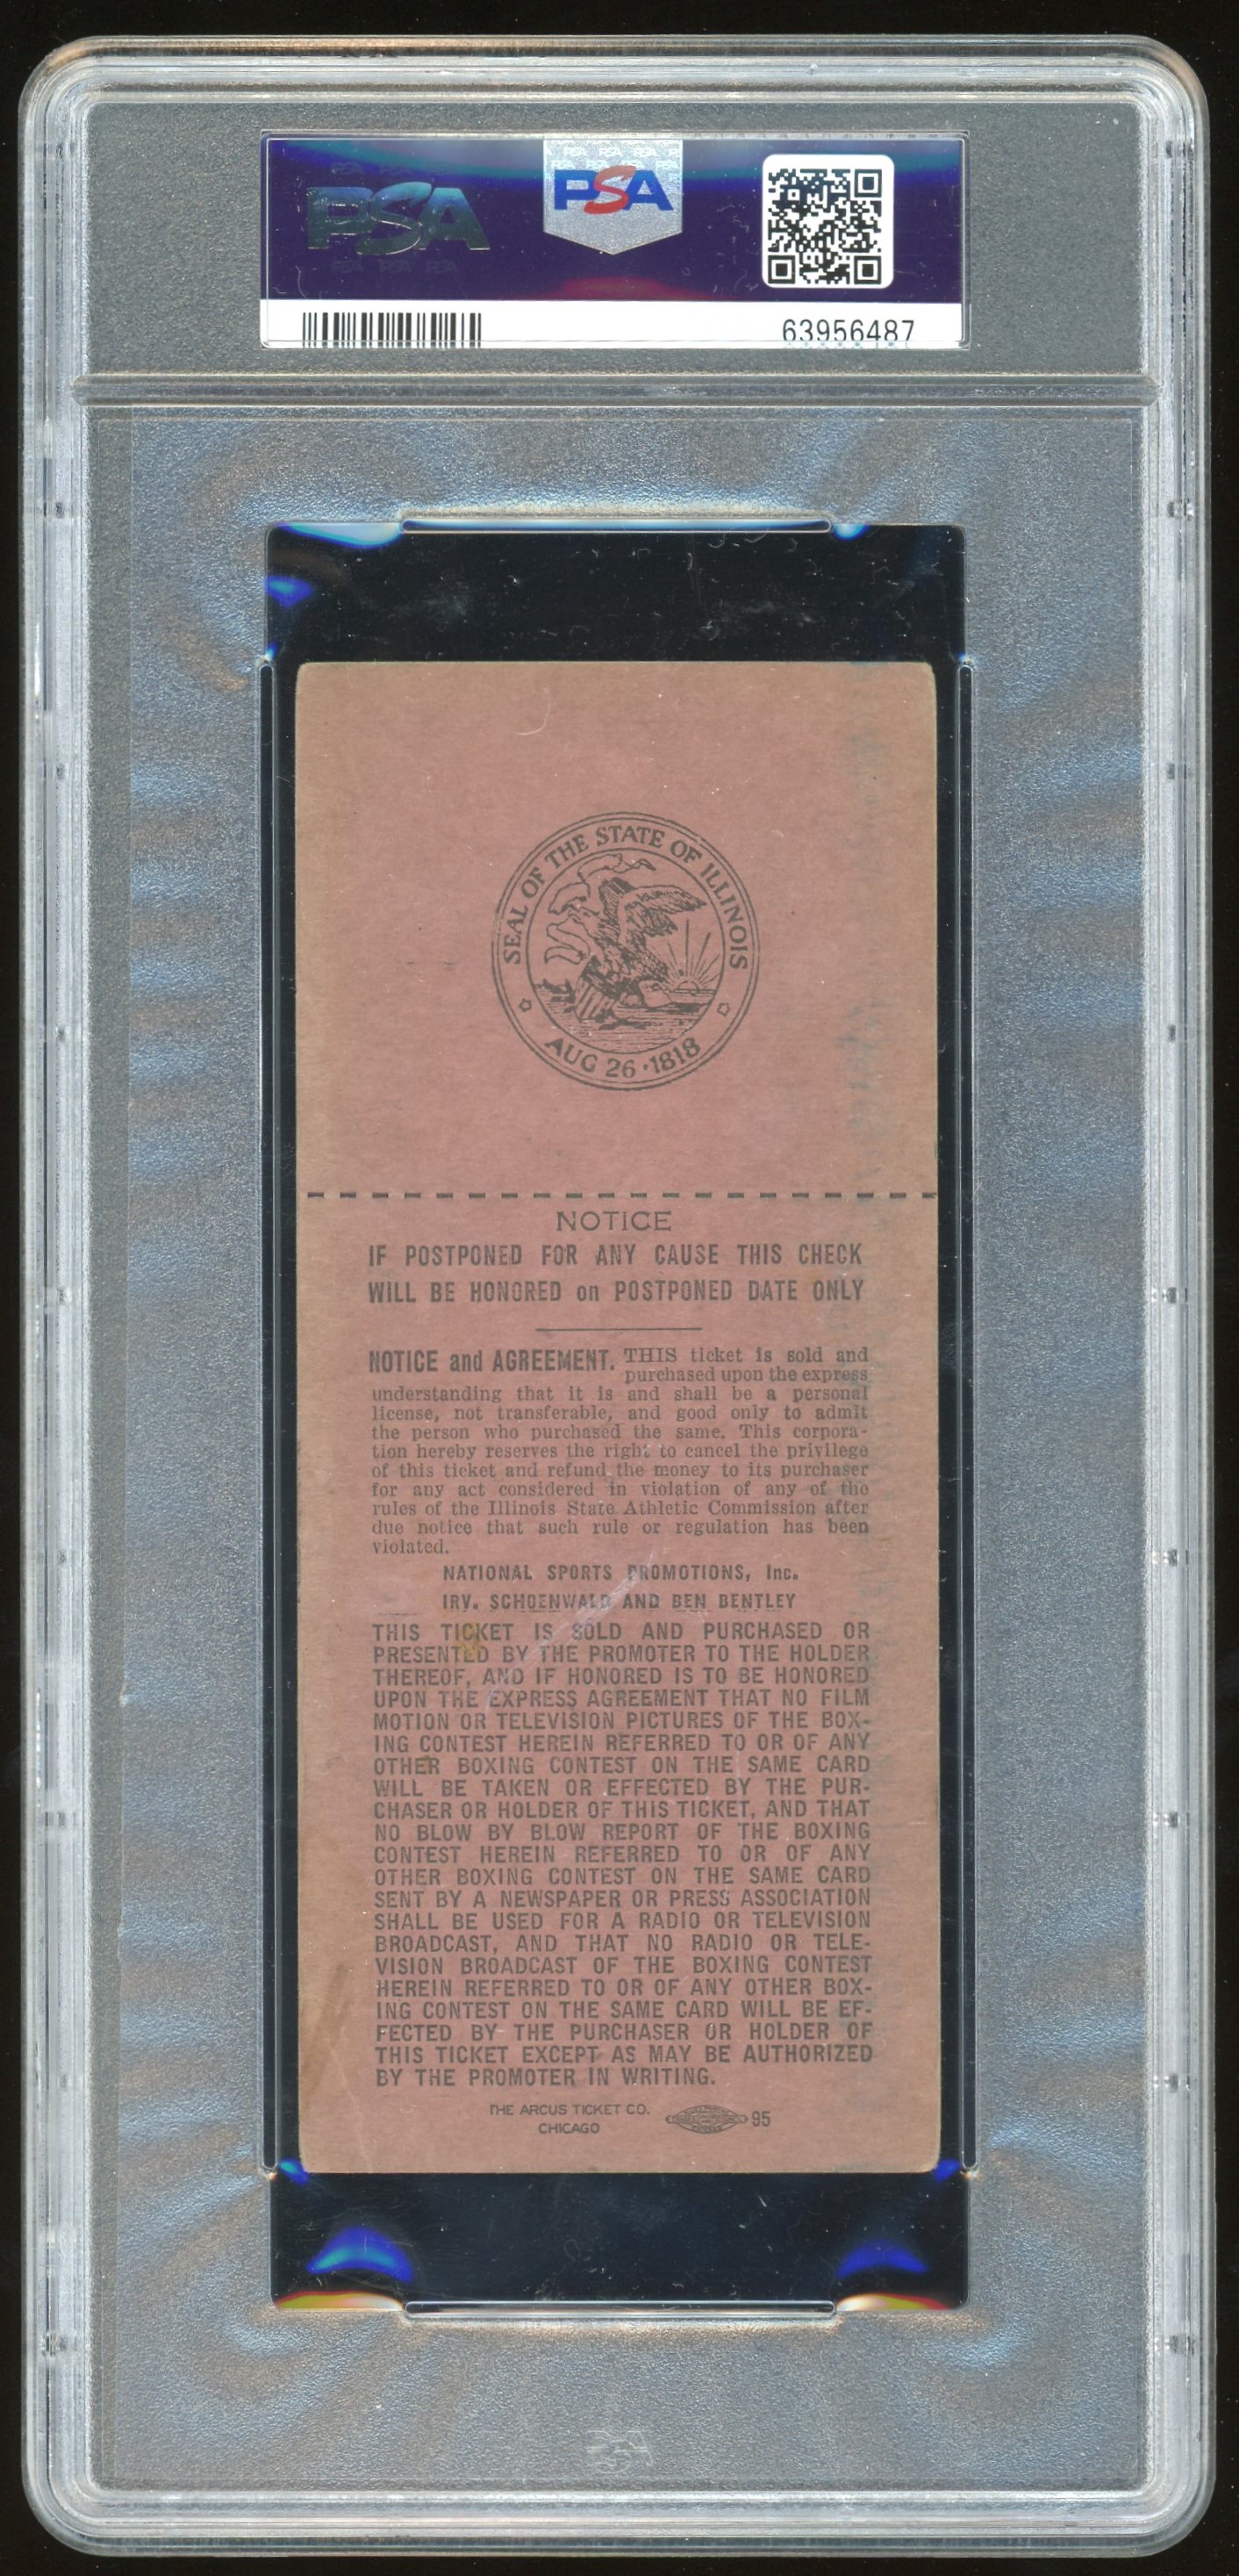 PSA
PSA
63956487
SEAL OF THE STATE OF ILLINOIS
AUG 26 · 1818
NOTICE
IF POSTPONED FOR ANY CAUSE THIS CHECK
WILL BE HONORED on POSTPONED DATE ONLY
NOTICE and AGREEMENT. THIS ticket is sold and
purchased upon the express
understanding that it is and shall be a personal
license, not transferable, and good only to admit
the person who purchased the same. This corpora-
tion hereby reserves the right to cancel the privilege
of this ticket and refund the money to its purchaser
for any act considered in violation of any of the
rules of the Illinois State Athletic Commission after
due notice that such rule or regulation has been
violated.
NATIONAL SPORTS PROMOTIONS, Inc.
IRV. SCHOENWALD AND BEN BENTLEY
THIS TICKET IS SOLD AND PURCHASED OR
PRESENTED BY THE PROMOTER TO THE HOLDER
THEREOF, AND IF HONORED IS TO BE HONORED
UPON THE EXPRESS AGREEMENT THAT NO FILM
MOTION OR TELEVISION PICTURES OF THE BOX-
ING CONTEST HEREIN REFERRED TO OR OF ANY
OTHER BOXING CONTEST ON THE SAME CARD
WILL BE TAKEN OR EFFECTED BY THE PUR-
CHASER OR HOLDER OF THIS TICKET, AND THAT
NO BLOW BY BLOW REPORT OF THE BOXING
CONTEST HEREIN REFERRED TO OR OF ANY
OTHER BOXING CONTEST ON THE SAME CARD
SENT BY A NEWSPAPER OR PRESS ASSOCIATION
SHALL BE USED FOR A RADIO OR TELEVISION
BROADCAST, AND THAT NO RADIO OR TELE-
VISION BROADCAST OF THE BOXING CONTEST
HEREIN REFERRED TO OR OF ANY OTHER BOX-
ING CONTEST ON THE SAME CARD WILL BE EF-
FECTED BY THE PURCHASER OR HOLDER OF
THIS TICKET EXCEPT AS MAY BE AUTHORIZED
BY THE PROMOTER IN WRITING.
THE ARCUS TICKET CO.
CHICAGO
95